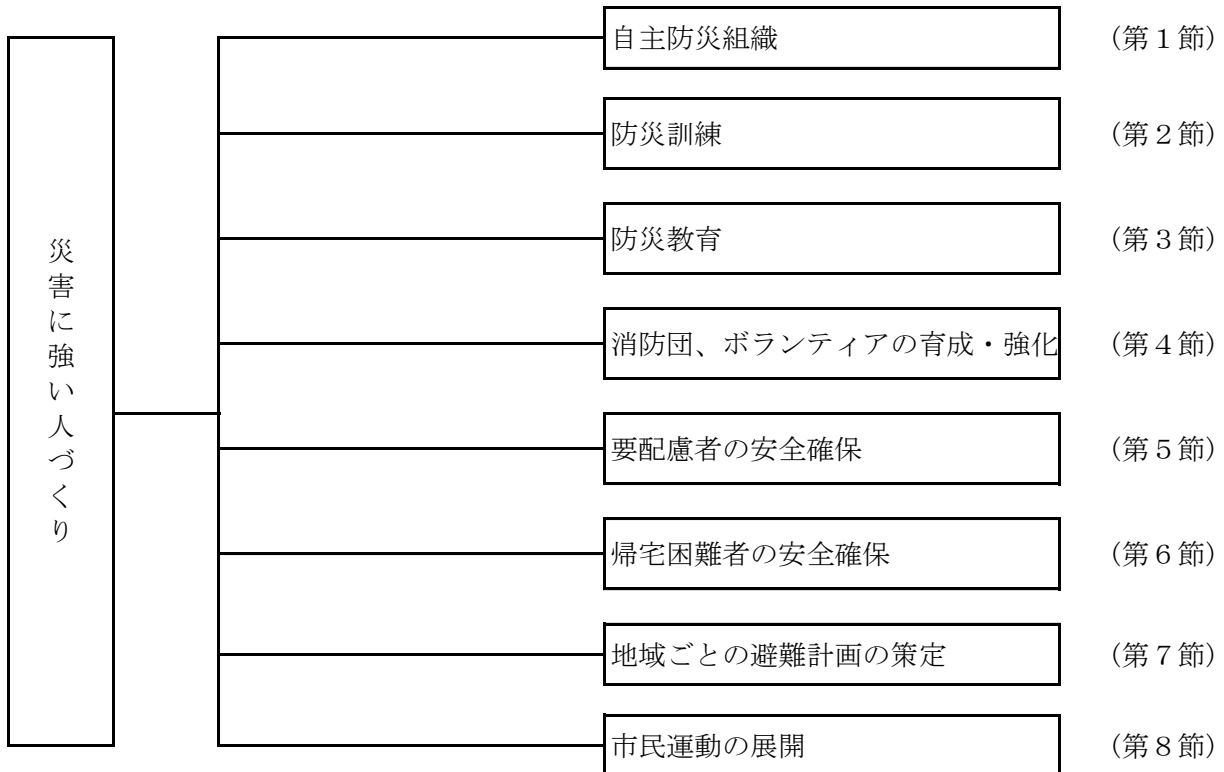 災害に強い人づくり
自主防災組織 (第1節)
防災訓練 (第2節)
防災教育 (第3節)
消防団、ボランティアの育成・強化 (第4節)
要配慮者の安全確保 (第5節)
帰宅困難者の安全確保 (第6節)
地域ごとの避難計画の策定 (第7節)
市民運動の展開 (第8節)